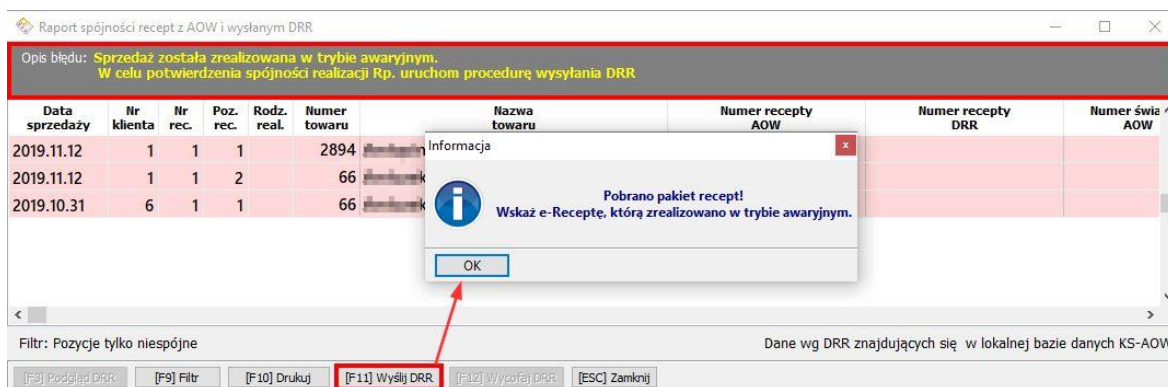 Raport spójności recept z AOW i wysłanym DRR
Opis błędu: Sprzedaż została zrealizowana w trybie awaryjnym.
W celu potwierdzenia spójności realizacji Rp. uruchom procedurę wysyłania DRR
Data sprzedaży Nr klienta Nr rec. Poz. rec. Rodz. real. Numer towaru Nazwa towaru Numer recepty AOW Numer recepty DRR Numer świa AOW
2019.11.12 1 1 1 2894
2019.11.12 1 1 2 66
2019.10.31 6 1 1 66
Informacja
Pobrano pakiet recept!
Wskaż e-Receptę, którą zrealizowano w trybie awaryjnym.
OK
Filtr: Pozycje tylko niespójne Dane wg DRR znajdujących się w lokalnej bazie danych KS-AOW
[F3] Podgląd DRR [F9] Filtr [F10] Drukuj [F11] Wyślij DRR [F12] Wycofaj DRR [ESC] Zamknij